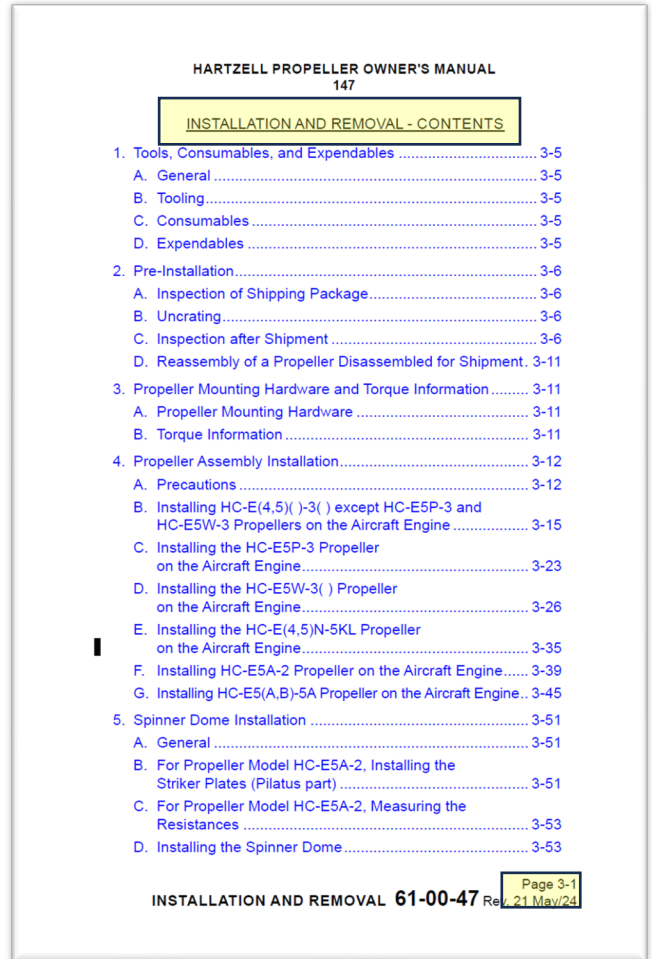 HARTZELL PROPELLER OWNER'S MANUAL
147
INSTALLATION AND REMOVAL - CONTENTS
1. Tools, Consumables, and Expendables ................................. 3-5
A. General ............................................................................. 3-5
B. Tooling............................................................................... 3-5
C. Consumables .................................................................... 3-5
D. Expendables ..................................................................... 3-5
2. Pre-Installation........................................................................ 3-6
A. Inspection of Shipping Package........................................ 3-6
B. Uncrating........................................................................... 3-6
C. Inspection after Shipment ................................................. 3-6
D. Reassembly of a Propeller Disassembled for Shipment. 3-11
3. Propeller Mounting Hardware and Torque Information ......... 3-11
A. Propeller Mounting Hardware ......................................... 3-11
B. Torque Information .......................................................... 3-11
4. Propeller Assembly Installation............................................. 3-12
A. Precautions ..................................................................... 3-12
B. Installing HC-E(4,5)( )-3( ) except HC-E5P-3 and
HC-E5W-3 Propellers on the Aircraft Engine .................. 3-15
C. Installing the HC-E5P-3 Propeller
on the Aircraft Engine...................................................... 3-23
D. Installing the HC-E5W-3( ) Propeller
on the Aircraft Engine...................................................... 3-26
E. Installing the HC-E(4,5)N-5KL Propeller
on the Aircraft Engine...................................................... 3-35
F. Installing HC-E5A-2 Propeller on the Aircraft Engine...... 3-39
G. Installing HC-E5(A,B)-5A Propeller on the Aircraft Engine.. 3-45
5. Spinner Dome Installation .................................................... 3-51
A. General ........................................................................... 3-51
B. For Propeller Model HC-E5A-2, Installing the
Striker Plates (Pilatus part) ............................................. 3-51
C. For Propeller Model HC-E5A-2, Measuring the
Resistances .................................................................... 3-53
D. Installing the Spinner Dome............................................ 3-53
Page 3-1
INSTALLATION AND REMOVAL 61-00-47 Rev. 21 May/24